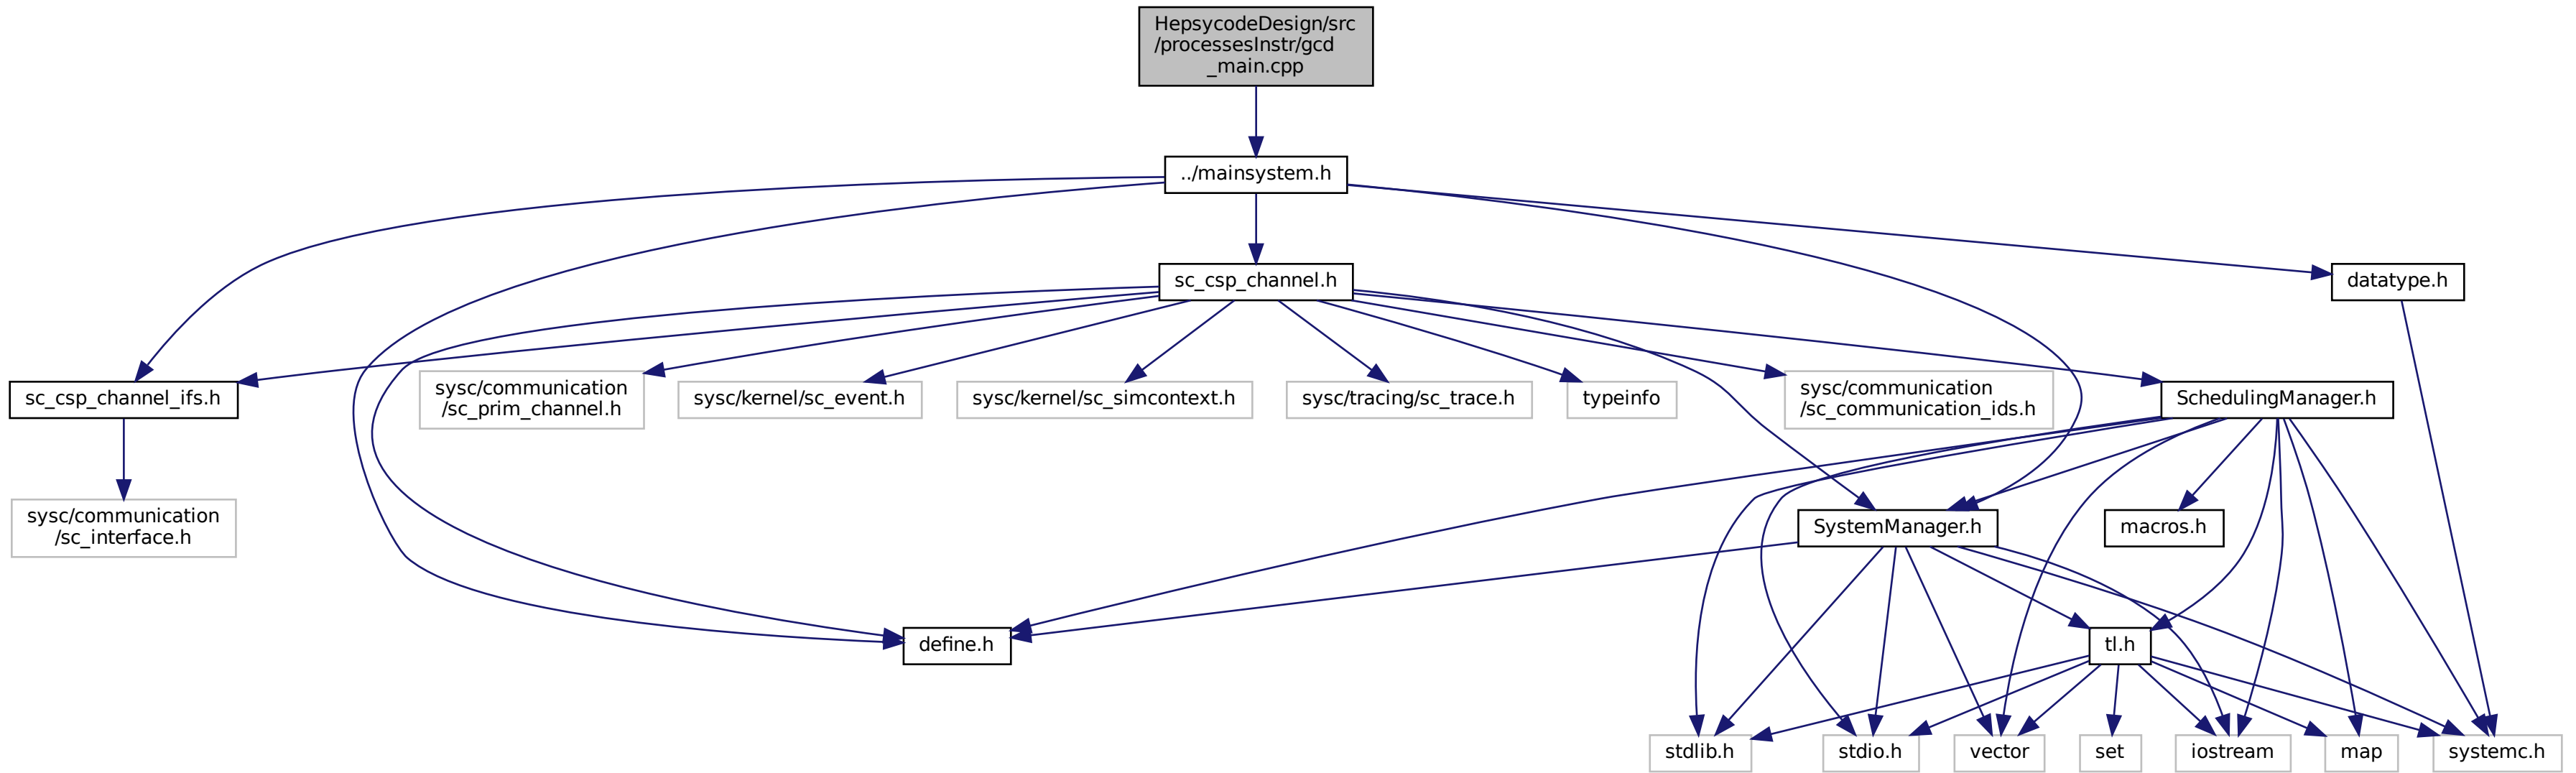 HepsycodeDesign/src
/processesInstr/gcd
_main.cpp
../mainsystem.h
sc_csp_channel.h
datatype.h
sc_csp_channel_ifs.h
sysc/communication
/sc_prim_channel.h
sysc/kernel/sc_event.h
sysc/kernel/sc_simcontext.h
sysc/tracing/sc_trace.h
typeinfo
sysc/communication
/sc_communication_ids.h
SchedulingManager.h
sysc/communication
/sc_interface.h
SystemManager.h
macros.h
define.h
tl.h
stdlib.h
stdio.h
vector
set
iostream
map
systemc.h